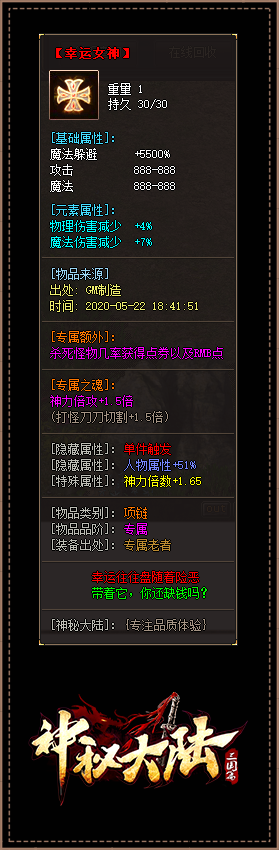 【幸运女神】
重量 1
持久 30/30
[基础属性]:
魔法躲避 +5500%
攻击 888-888
魔法 888-888
[元素属性]:
物理伤害减少 +4%
魔法伤害减少 +7%
[物品来源]
出处: GM制造
时间: 2020-05-22 18:41:51
[专属额外]:
杀死怪物几率获得点券以及RMB点
[专属之魂]:
神力倍攻+1.5倍
(打怪刀刀切割+1.5倍)
[隐藏属性]: 单件触发
[隐藏属性]: 人物属性+51%
[特殊属性]: 神力倍数+1.65
[物品类别]: 项链
[物品品阶]: 专属
[装备出处]: 专属老者
幸运往往盘随着险恶
带着它，你还缺钱吗？
[神秘大陆]: {专注品质体验}
神秘大陆
三国篇